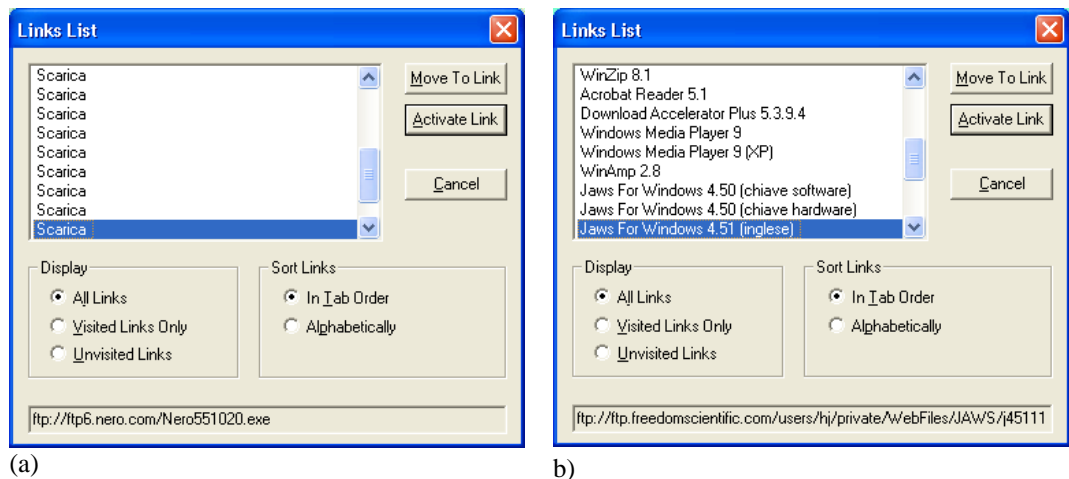 Links List
Scarica
Scarica
Scarica
Scarica
Scarica
Scarica
Scarica
Scarica
Scarica
Move To Link
Activate Link
Cancel
Display
All Links
Visited Links Only
Unvisited Links
Sort Links
In Tab Order
Alphabetically
ftp://ftp6.nero.com/Nero551020.exe
(a)
Links List
WinZip 8.1
Acrobat Reader 5.1
Download Accelerator Plus 5.3.9.4
Windows Media Player 9
Windows Media Player 9 (XP)
WinAmp 2.8
Jaws For Windows 4.50 (chiave software)
Jaws For Windows 4.50 (chiave hardware)
Jaws For Windows 4.51 (inglese)
Move To Link
Activate Link
Cancel
Display
All Links
Visited Links Only
Unvisited Links
Sort Links
In Tab Order
Alphabetically
ftp://ftp.freedomscientific.com/users/hj/private/WebFiles/JAWS/j45111
b)